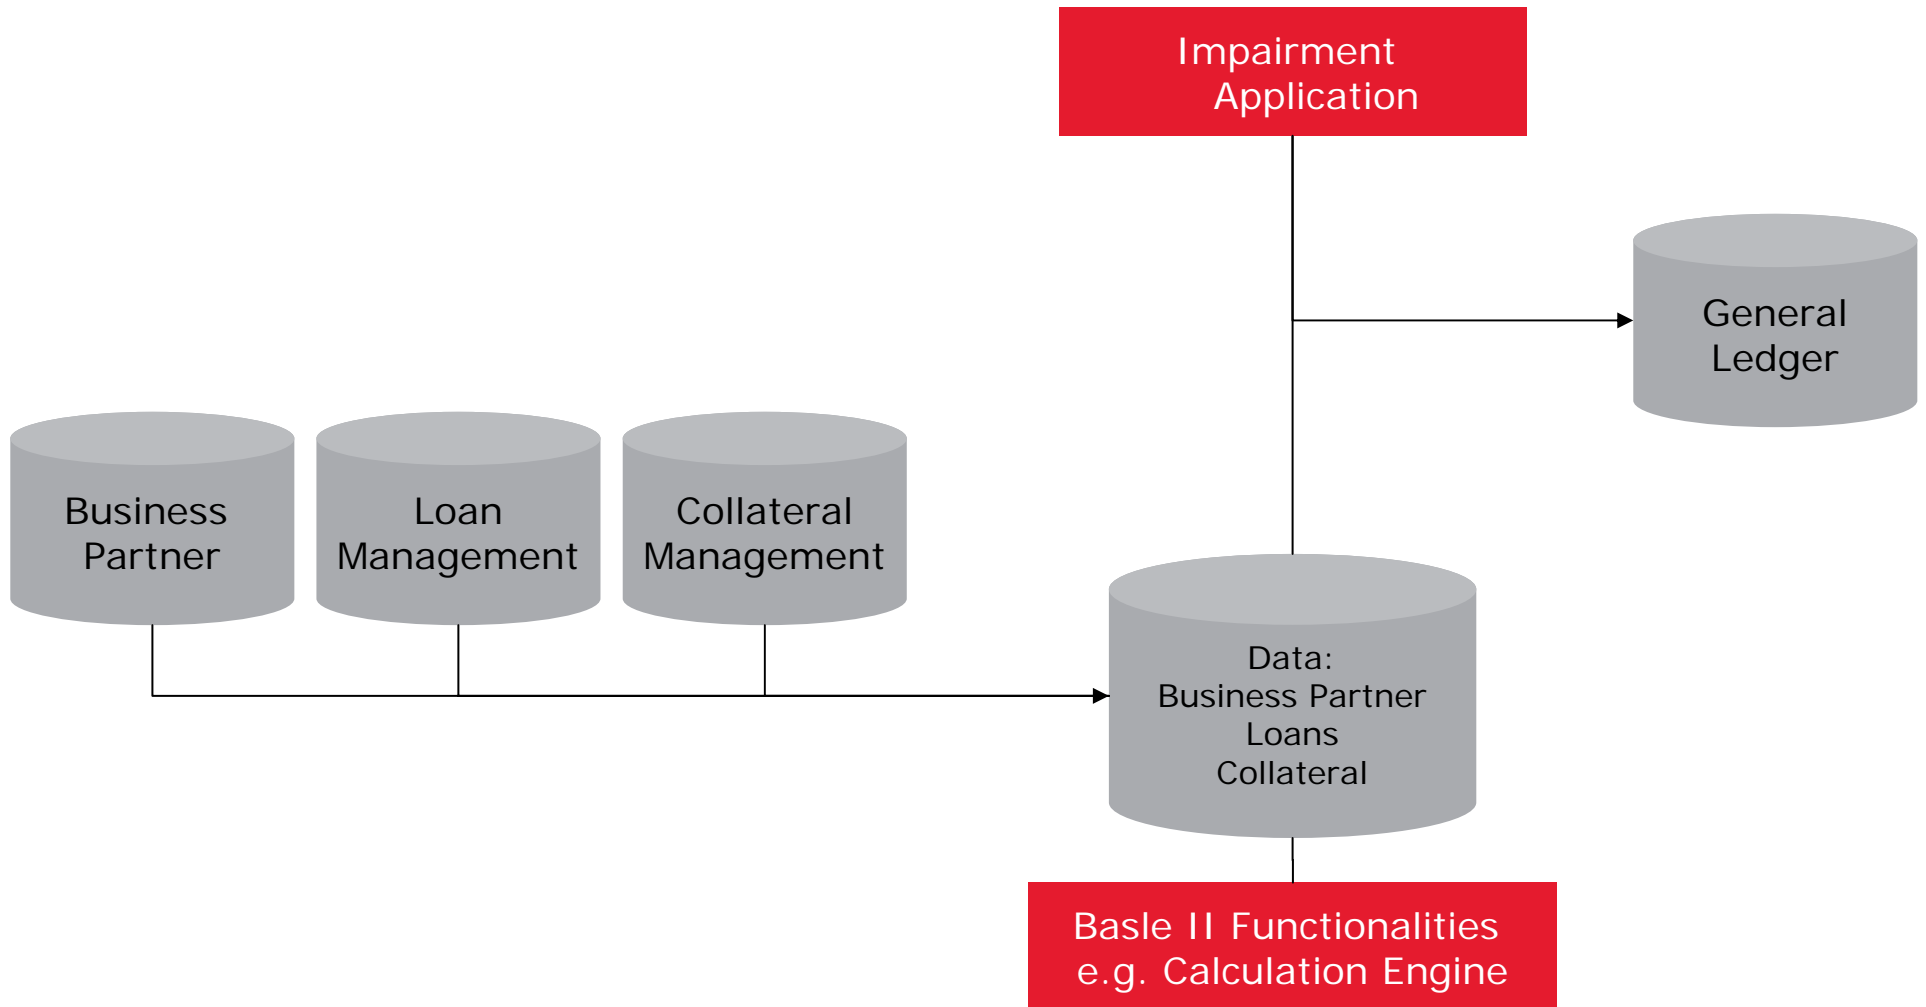 Impairment
Application
General
Ledger
Business
Partner
Loan
Management
Collateral
Management
Data:
Business Partner
Loans
Collateral
Basle II Functionalities
e.g. Calculation Engine